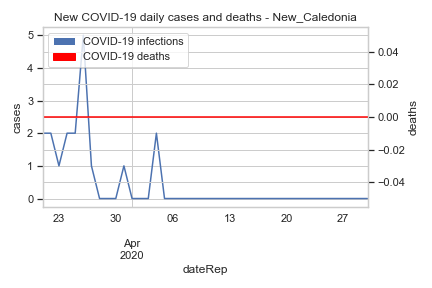 New COVID-19 daily cases and deaths - New_Caledonia
COVID-19 infections
COVID-19 deaths
5
4
3
2
1
0
cases
0.04
0.02
0.00
−0.02
−0.04
deaths
23 30 06 13 20 27
Apr
2020
dateRep